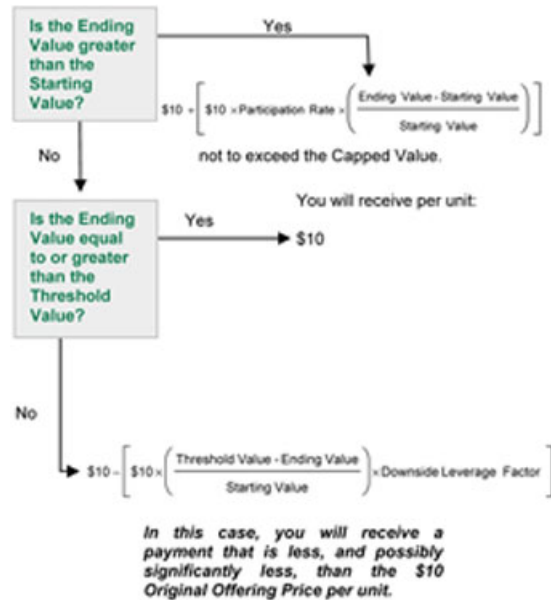 Is the Ending
Value greater
than the
Starting
Value?
Yes
$10 + [ $10 × Participation Rate × ( Ending Value - Starting Value
Starting Value ) ]
not to exceed the Capped Value.
No
You will receive per unit:
Is the Ending
Value equal
to or greater
than the
Threshold
Value?
Yes
$10
No
$10 - [ $10 × ( Threshold Value - Ending Value
Starting Value ) × Downside Leverage Factor ]
In this case, you will receive a
payment that is less, and possibly
significantly less, than the $10
Original Offering Price per unit.